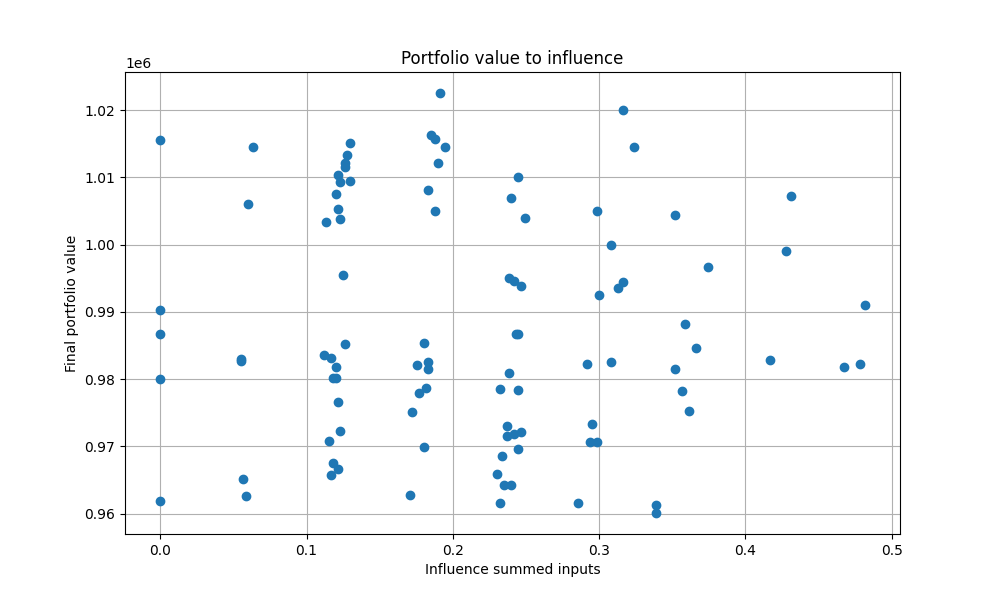 Portfolio value to influence
1e6
1.02
1.01
1.00
0.99
0.98
0.97
0.96
Final portfolio value
0.0 0.1 0.2 0.3 0.4 0.5
Influence summed inputs